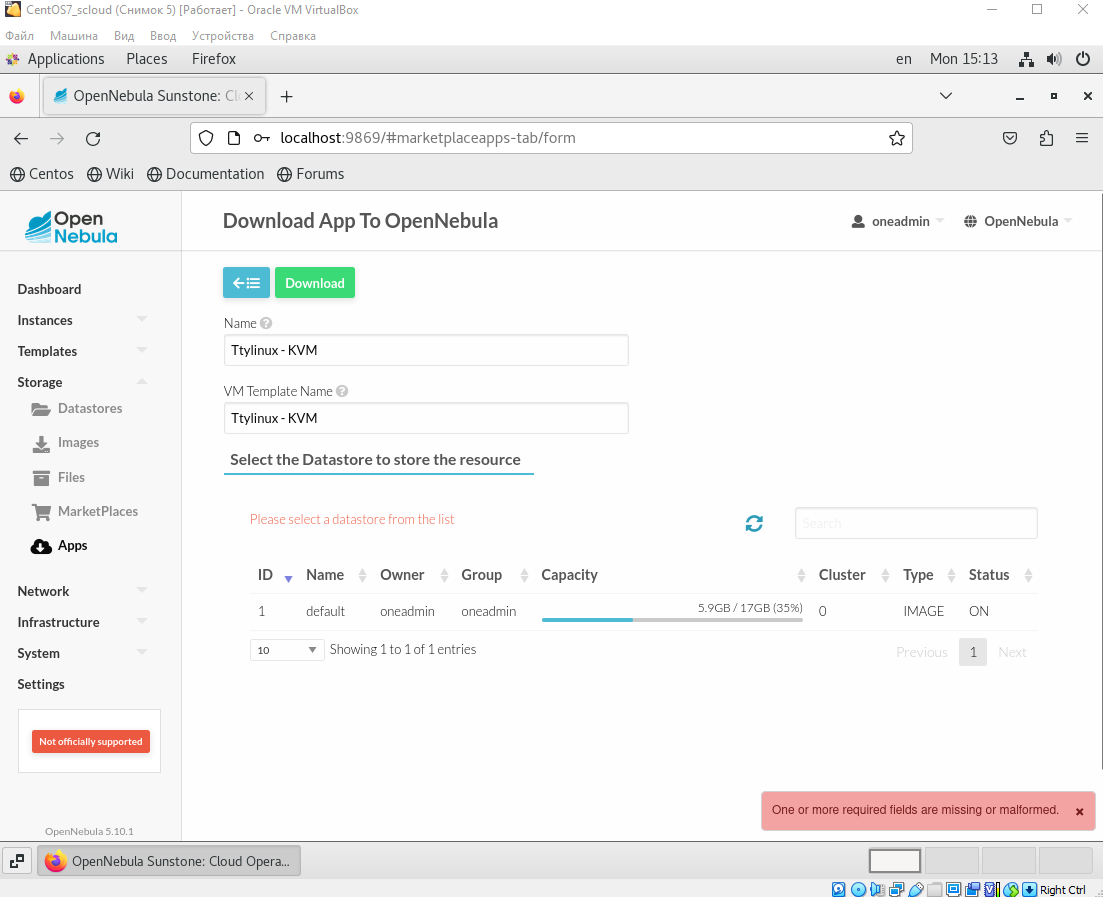 CentOS7_scloud (Снимок 5) [Работает] - Oracle VM VirtualBox
Файл Машина Вид Ввод Устройства Справка
Applications Places Firefox en Mon 15:13
OpenNebula Sunstone: Cl
localhost:9869/#marketplaceapps-tab/form
Centos Wiki Documentation Forums
Open Nebula
Download App To OpenNebula
oneadmin OpenNebula
Dashboard
Instances
Templates
Storage
Datastores
Images
Files
MarketPlaces
Apps
Network
Infrastructure
System
Settings
Not officially supported
OpenNebula 5.10.1
Download
Name
Ttylinux - KVM
VM Template Name
Ttylinux - KVM
Select the Datastore to store the resource
Please select a datastore from the list
Search
ID Name Owner Group Capacity Cluster Type Status
1 default oneadmin oneadmin 5.9GB / 17GB (35%) 0 IMAGE ON
10 Showing 1 to 1 of 1 entries Previous 1 Next
One or more required fields are missing or malformed.
OpenNebula Sunstone: Cloud Opera...
Right Ctrl